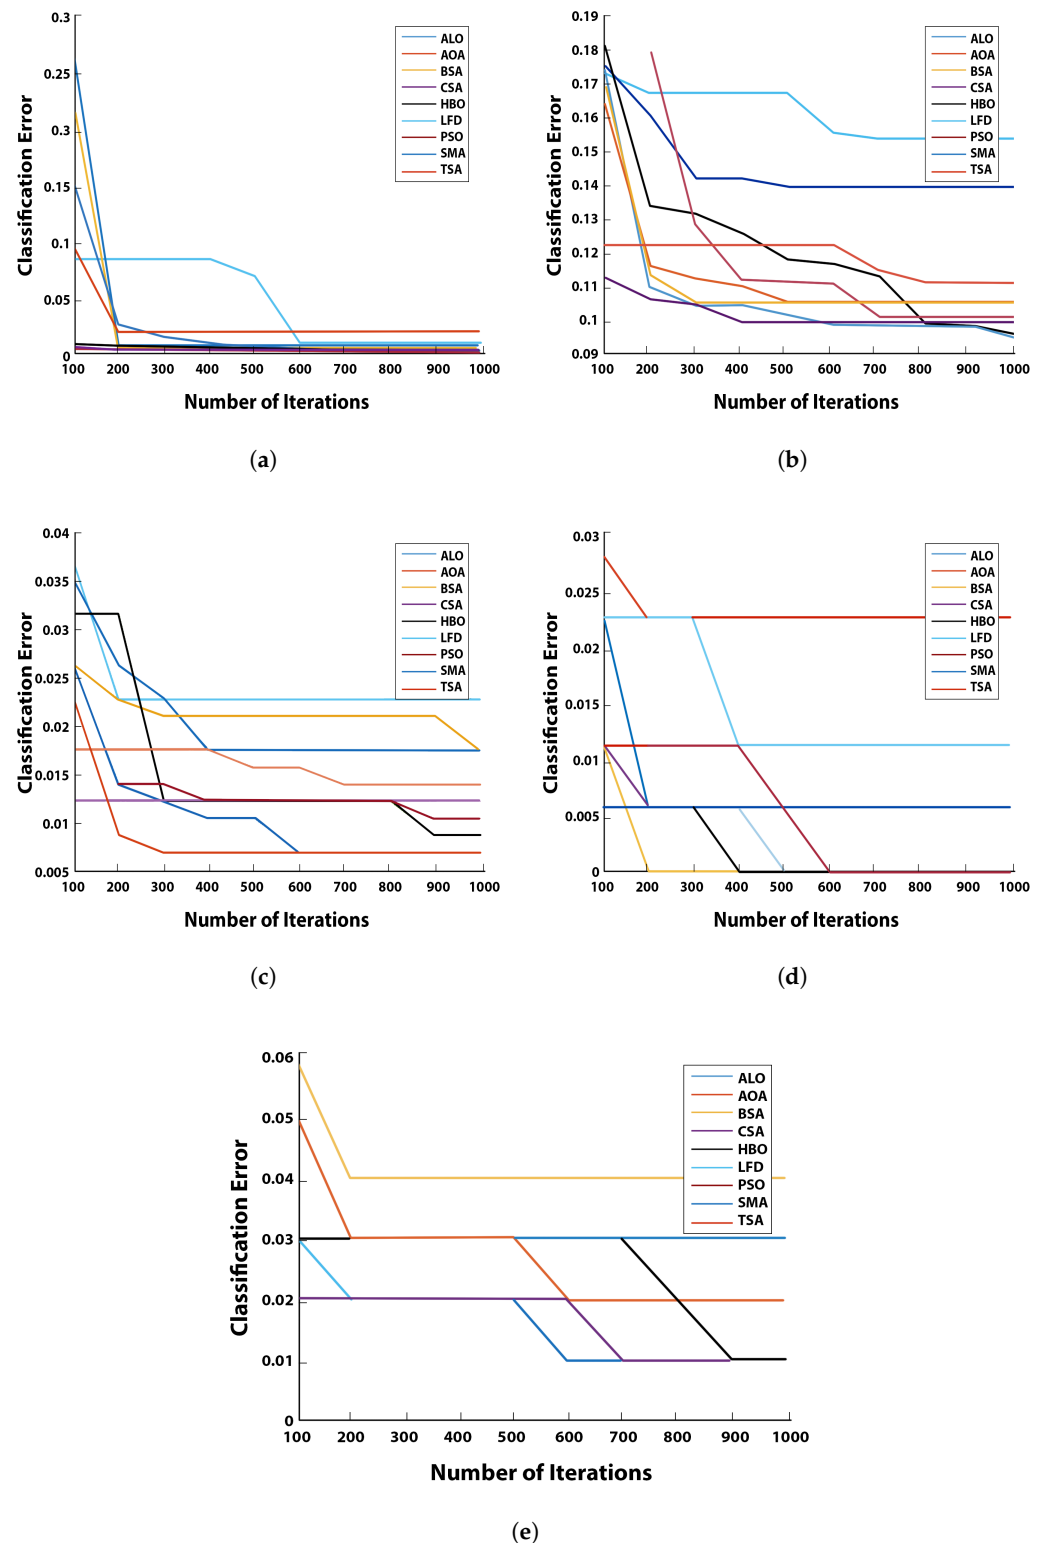 0.3
0.25
0.3
0.15
0.1
0.05
0
100 200 300 400 500 600 700 800 900 1000
Classification Error
Number of Iterations
ALO
AOA
BSA
CSA
HBO
LFD
PSO
SMA
TSA
(a)
0.19
0.18
0.17
0.16
0.15
0.14
0.13
0.12
0.11
0.1
0.09
100 200 300 400 500 600 700 800 900 1000
Classification Error
Number of Iterations
ALO
AOA
BSA
CSA
HBO
LFD
PSO
SMA
TSA
(b)
0.04
0.035
0.03
0.025
0.02
0.015
0.01
0.005
100 200 300 400 500 600 700 800 900 1000
Classification Error
Number of Iterations
ALO
AOA
BSA
CSA
HBO
LFD
PSO
SMA
TSA
(c)
0.03
0.025
0.02
0.015
0.01
0.005
0
100 200 300 400 500 600 700 800 900 1000
Classification Error
Number of Iterations
ALO
AOA
BSA
CSA
HBO
LFD
PSO
SMA
TSA
(d)
0.06
0.05
0.04
0.03
0.02
0.01
0
100 200 300 400 500 600 700 800 900 1000
Classification Error
Number of Iterations
ALO
AOA
BSA
CSA
HBO
LFD
PSO
SMA
TSA
(e)